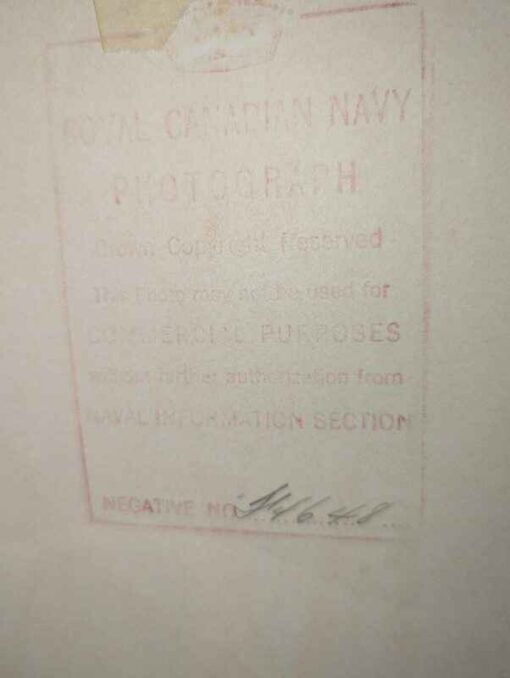 ROYAL CANADIAN NAVY
PHOTOGRAPH
Crown Copyright Reserved
This Photo may not be used for
COMMERCIAL PURPOSES
without further authorization from
NAVAL INFORMATION SECTION
NEGATIVE NO.